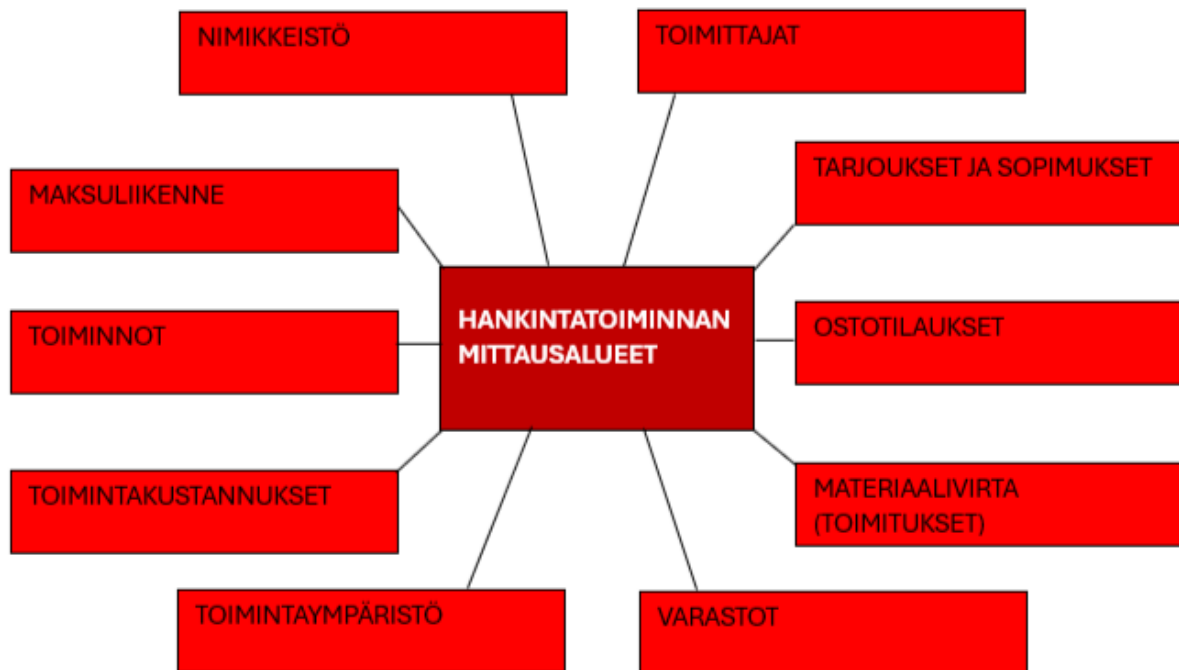 NIMIKKEISTÖ
TOIMITTAJAT
TARJOUKSET JA SOPIMUKSET
MAKSULIIKENNE
HANKINTATOIMINNAN
MITTAUSALUEET
TOIMINNOT
OSTOTILAUKSET
TOIMINTAKUSTANNUKSET
MATERIAALIVIRTA
(TOIMITUKSET)
TOIMINTAYMPÄRISTÖ
VARASTOT